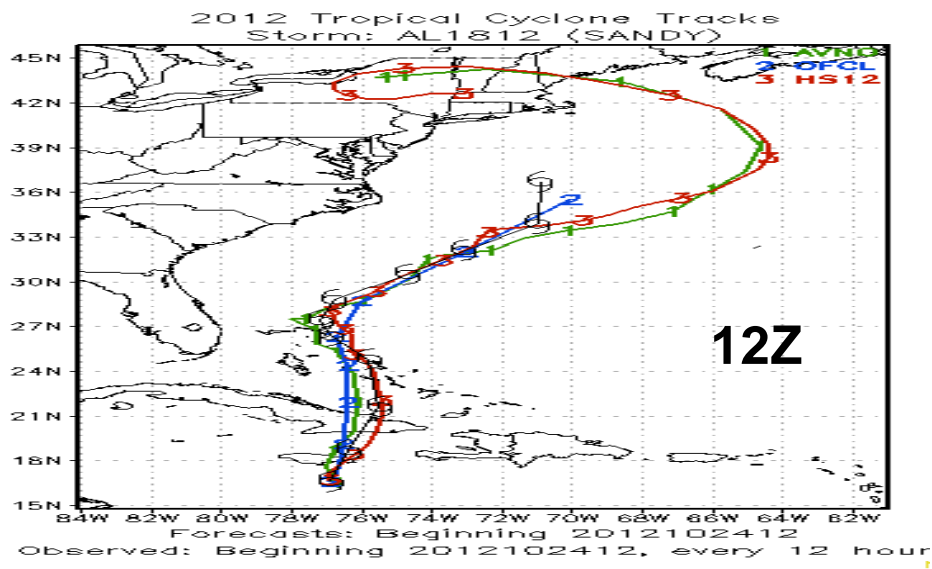 2012 Tropical Cyclone Tracks
Storm: AL1812 (SANDY)
1 AVNO
2 OFCL
3 HS12
45N
42N
39N
36N
33N
30N
27N
24N
21N
18N
15N
12Z
84W 82W 80W 78W 76W 74W 72W 70W 68W 66W 64W 62W
Forecasts: Beginning 2012102412
Observed: Beginning 2012102412, every 12 hour